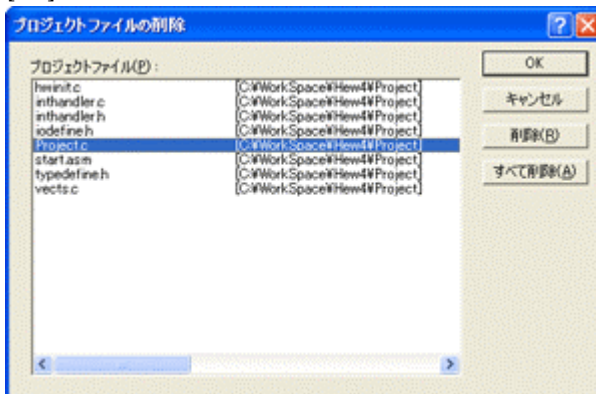 プロジェクトファイルの削除
プロジェクトファイル(P):
hwinit.c [C:¥WorkSpace¥Hew4¥Project]
inthandler.c [C:¥WorkSpace¥Hew4¥Project]
inthandler.h [C:¥WorkSpace¥Hew4¥Project]
iodefine.h [C:¥WorkSpace¥Hew4¥Project]
Project.c [C:¥WorkSpace¥Hew4¥Project]
start.asm [C:¥WorkSpace¥Hew4¥Project]
typedefine.h [C:¥WorkSpace¥Hew4¥Project]
vects.c [C:¥WorkSpace¥Hew4¥Project]
OK
キャンセル
削除(R)
すべて削除(A)